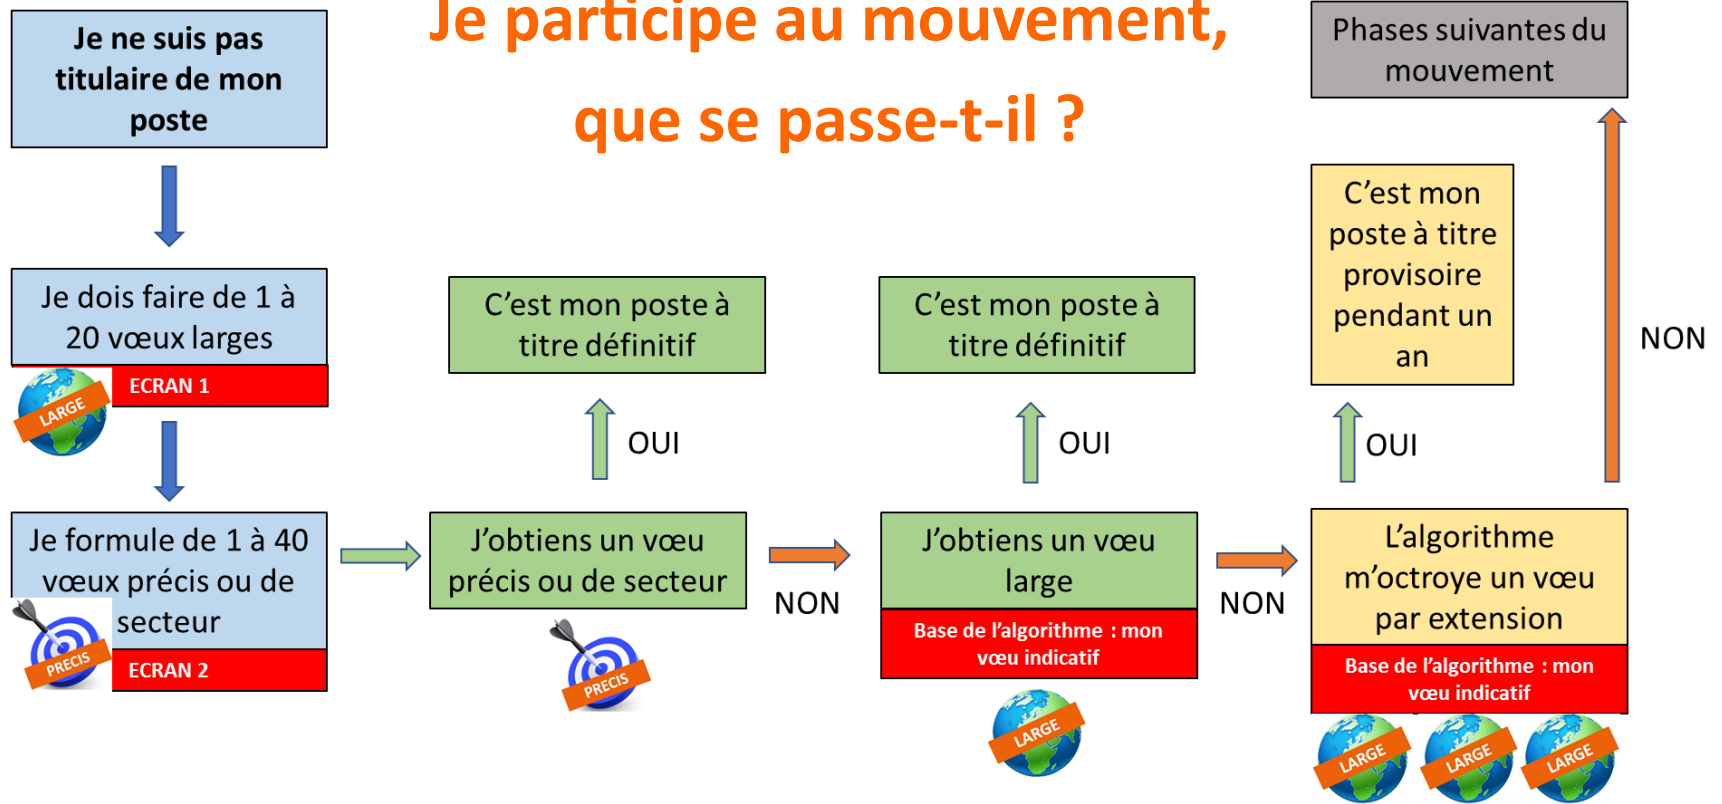 Je participe au mouvement,
que se passe-t-il ?
Je ne suis pas
titulaire de mon
poste
Je dois faire de 1 à
20 vœux larges
ECRAN 1
LARGE
Je formule de 1 à 40
vœux précis ou de
secteur
ECRAN 2
PRECIS
J'obtiens un vœu
précis ou de secteur
PRECIS
OUI
C'est mon poste à
titre définitif
NON
J'obtiens un vœu
large
Base de l'algorithme : mon
vœu indicatif
LARGE
OUI
C'est mon poste à
titre définitif
NON
L'algorithme
m'octroye un vœu
par extension
Base de l'algorithme : mon
vœu indicatif
LARGE
LARGE
LARGE
OUI
C'est mon
poste à titre
provisoire
pendant un
an
NON
Phases suivantes du
mouvement